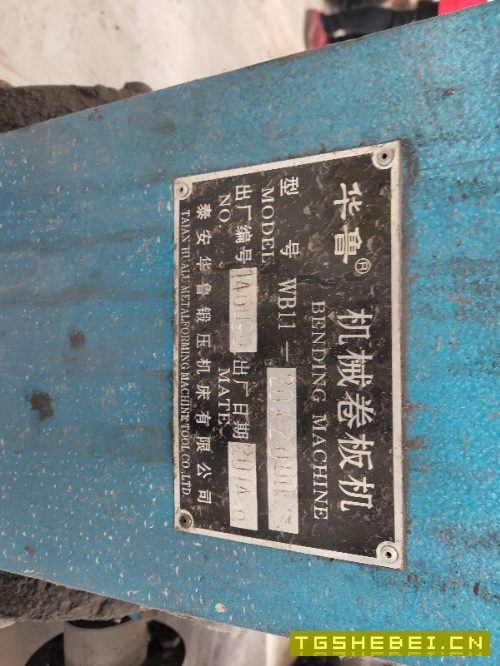 华鲁®
机械卷板机
BENDING MACHINE
型号 WB11-
MODEL
出厂编号 出厂日期
NO. MATE
泰安华鲁锻压机床有限公司
TAIAN HUALU METALFORMING MACHINE TOOL CO.,LTD.
TGSHEBEI.CN